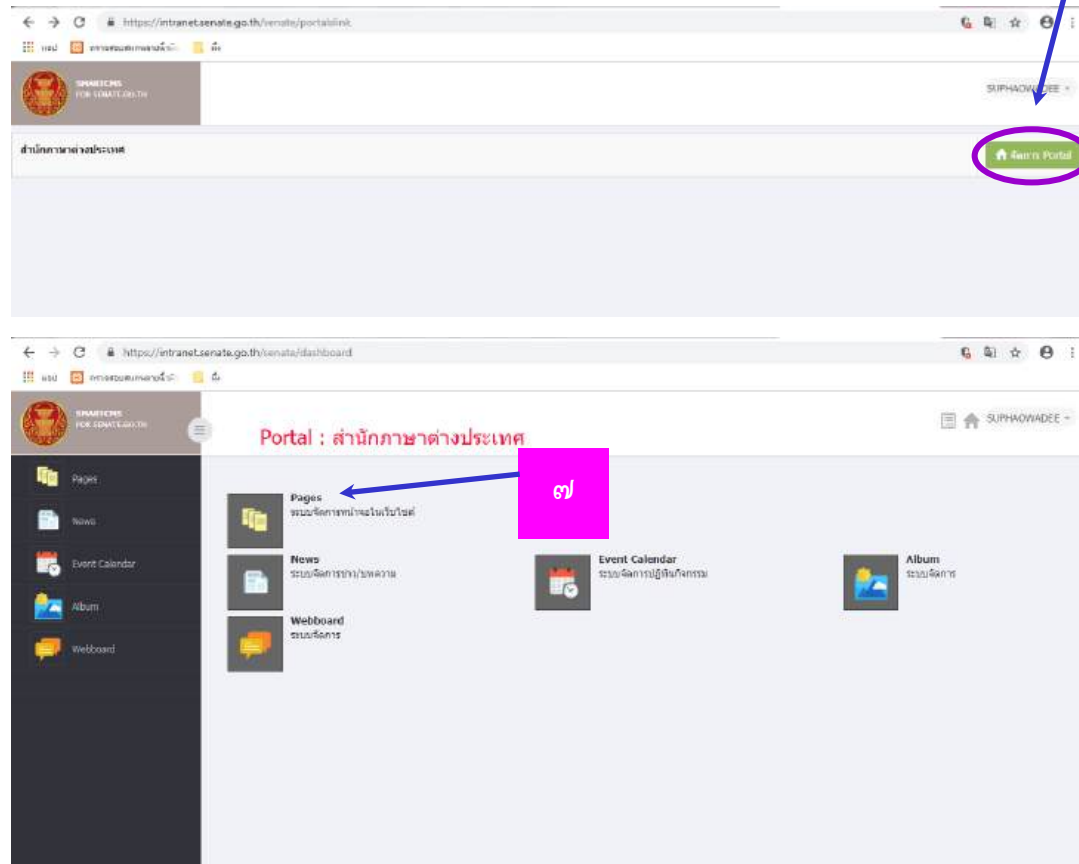 https://intranet.senate.go.th/senate/portalslink
แอป
SMARTCMS
FOR SENATE.GO.TH
SUPHAOWADEE
สำนักภาษาต่างประเทศ
จัดการ Portal
https://intranet.senate.go.th/senate/dashboard
แอป
SMARTCMS
FOR SENATE.GO.TH
SUPHAOWADEE
Portal : สำนักภาษาต่างประเทศ
๗
Pages
News
Event Calendar
Album
Webboard
Pages
ระบบจัดการหน้าจอในเว็บไซต์
News
ระบบจัดการข่าว/บทความ
Event Calendar
ระบบจัดการปฏิทินกิจกรรม
Album
ระบบจัดการ
Webboard
ระบบจัดการ